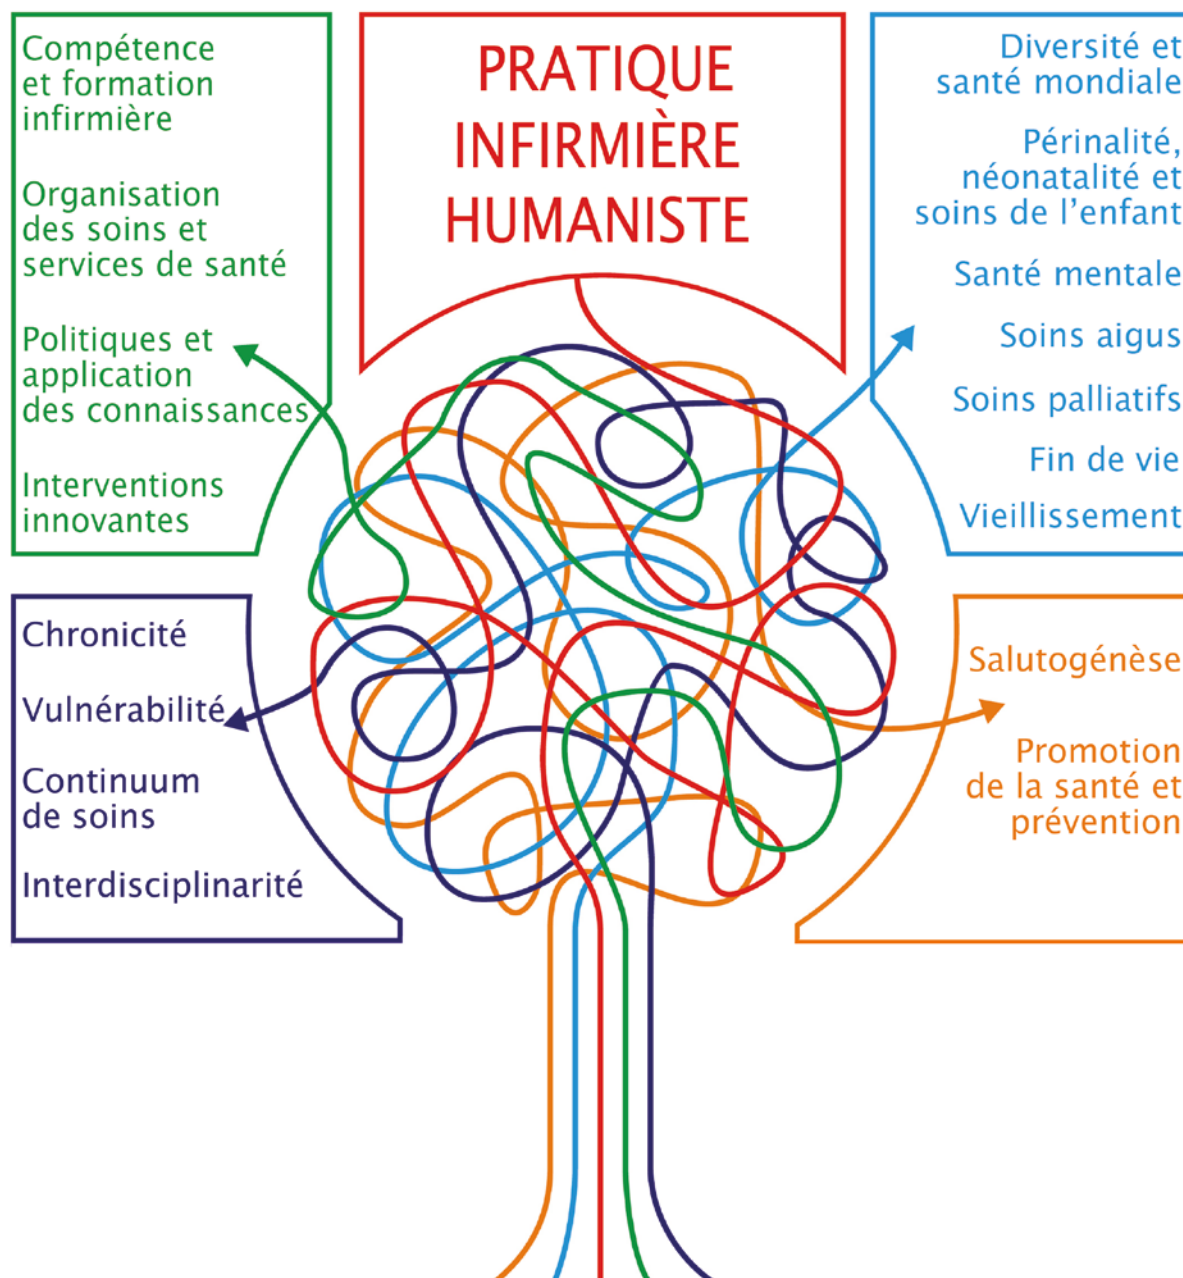 Compétence
et formation
infirmière
Organisation
des soins et
services de santé
Politiques et
application
des connaissances
Interventions
innovantes
PRATIQUE
INFIRMIÈRE
HUMANISTE
Diversité et
santé mondiale
Périnalité,
néonatalité et
soins de l'enfant
Santé mentale
Soins aigus
Soins palliatifs
Fin de vie
Vieillissement
Chronicité
Vulnérabilité
Continuum
de soins
Interdisciplinarité
Salutogénèse
Promotion
de la santé et
prévention